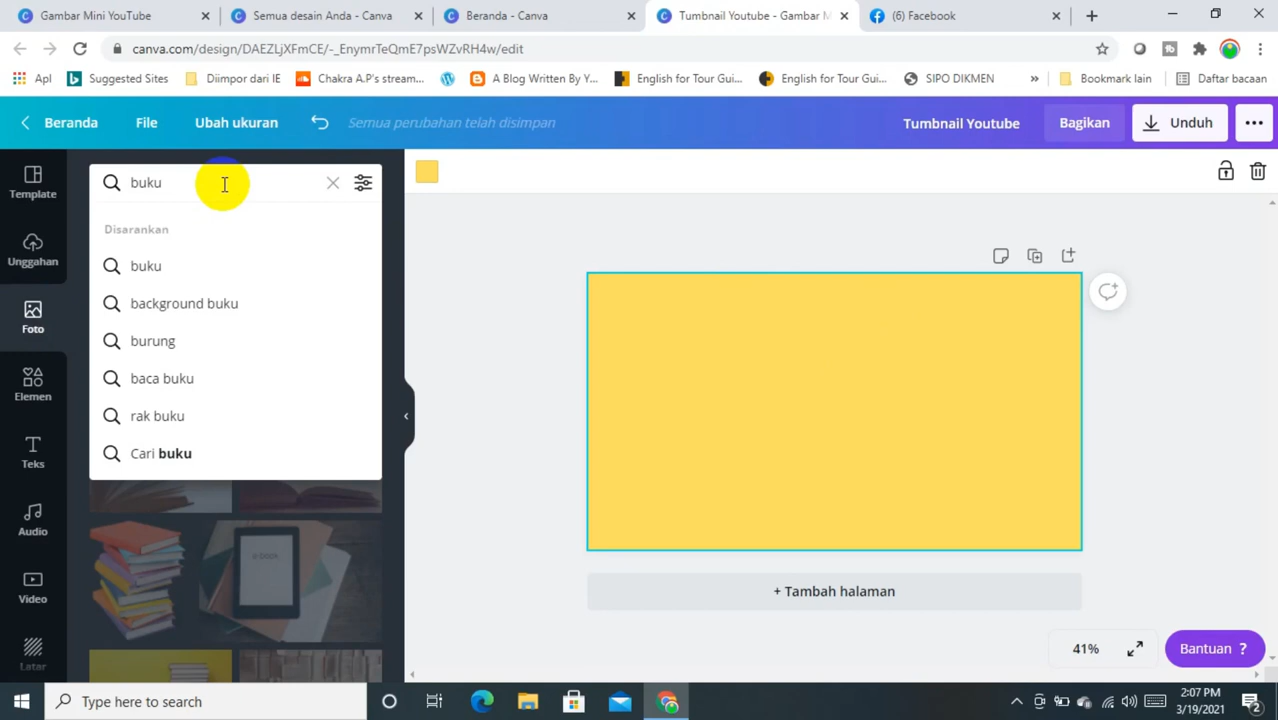 Gambar Mini YouTube
Semua desain Anda - Canva
Beranda - Canva
Tumbnail Youtube - Gambar M
(6) Facebook
canva.com/design/DAEZLjXFmCE/-_EnymrTeQmE7psWZvRH4w/edit
Apl
Suggested Sites
Diimpor dari IE
Chakra A.P's stream...
A Blog Written By Y...
English for Tour Gui...
English for Tour Gui...
SIPO DIKMEN
»
Bookmark lain
Daftar bacaan
Beranda
File
Ubah ukuran
Semua perubahan telah disimpan
Tumbnail Youtube
Bagikan
Unduh
Template
Unggahan
Foto
Elemen
Teks
Audio
Video
Latar
buku
Disarankan
buku
background buku
burung
baca buku
rak buku
Cari buku
+ Tambah halaman
41%
Bantuan ?
Type here to search
2:07 PM
3/19/2021
2